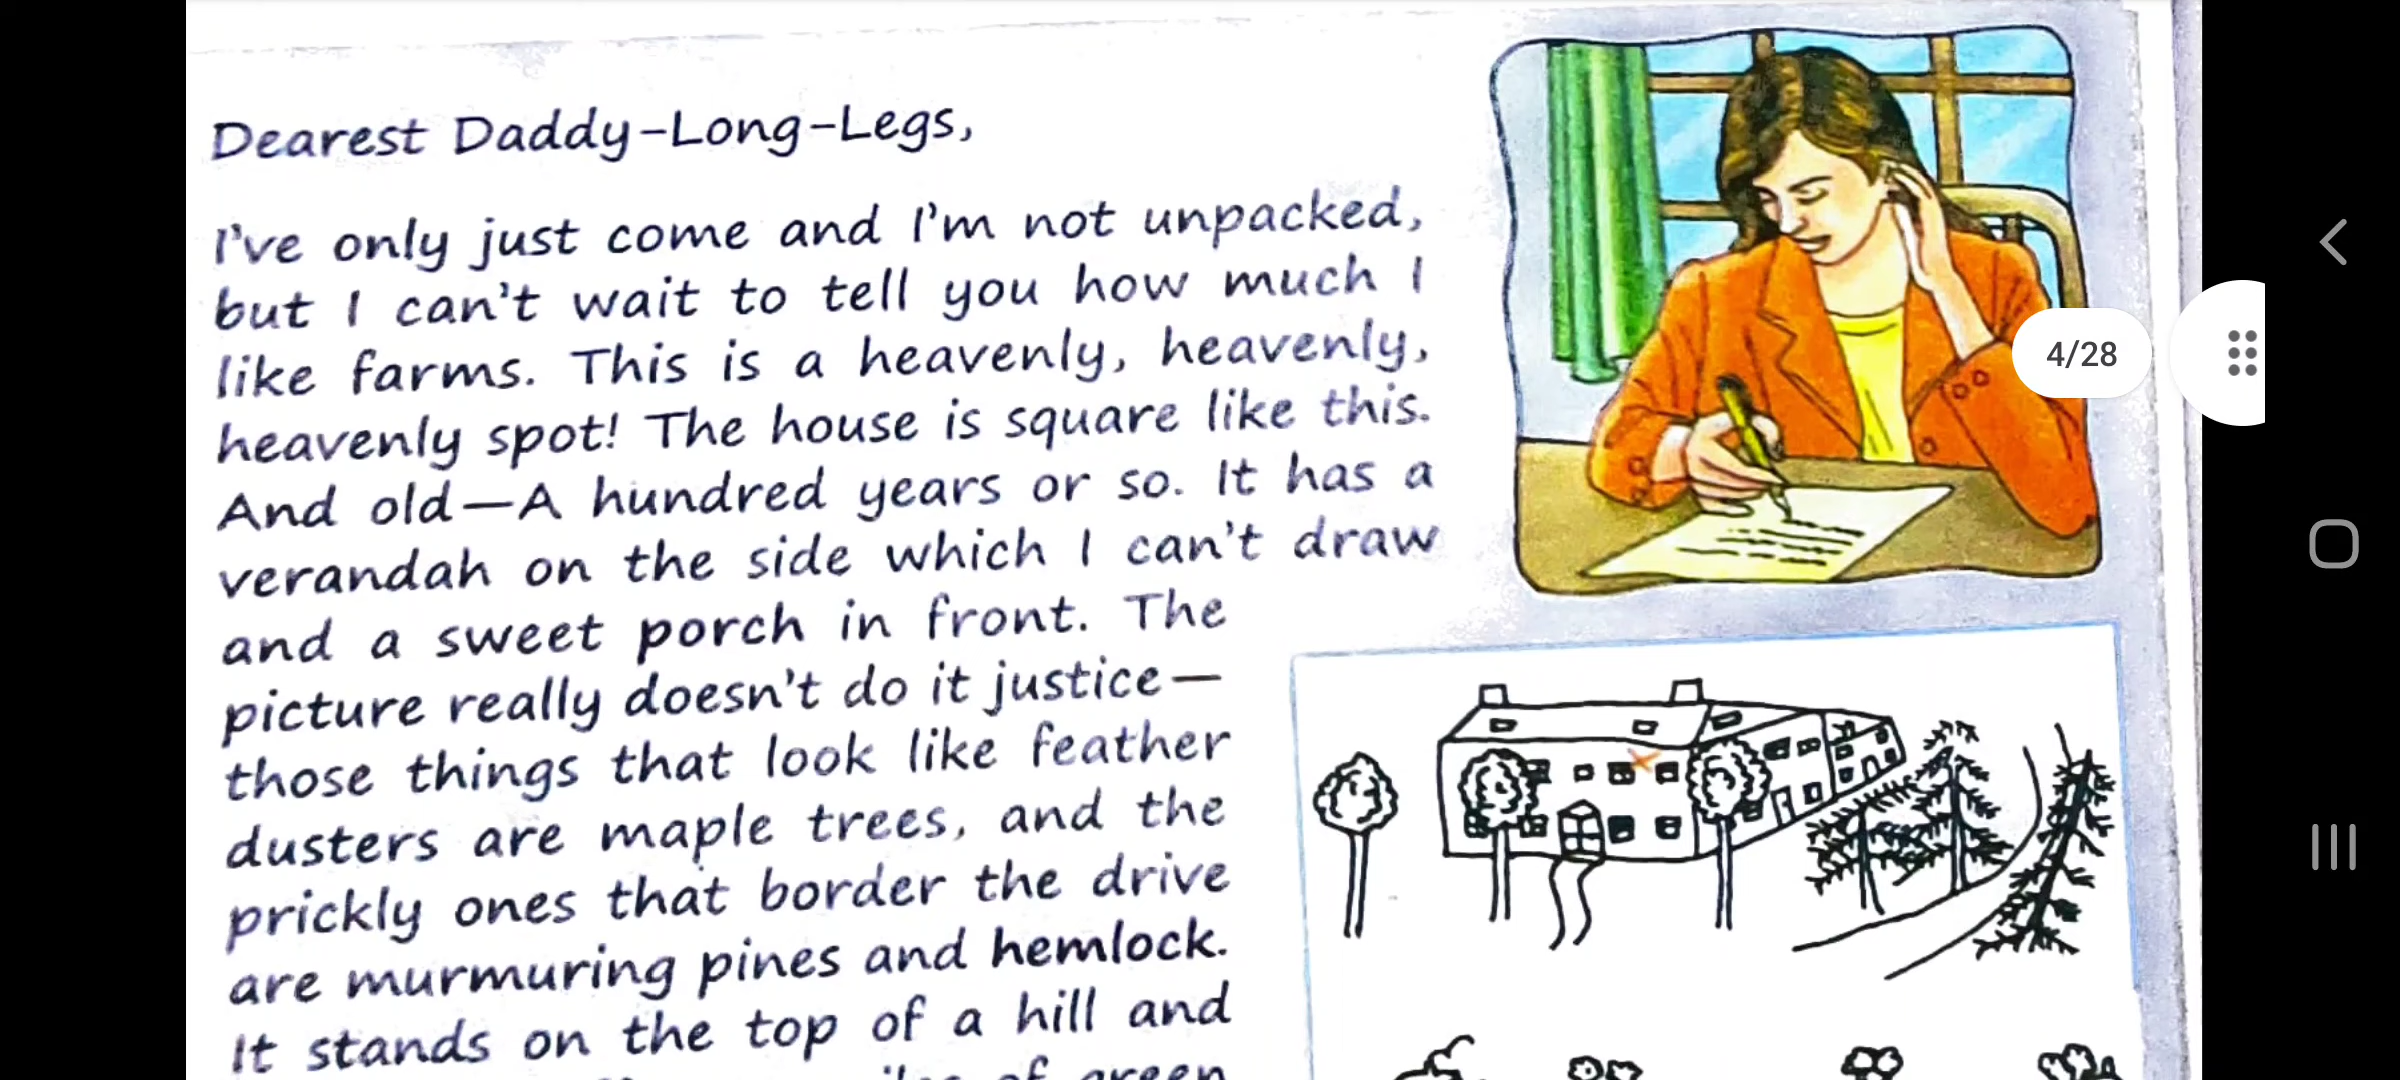 Dearest Daddy-Long-Legs,
I've only just come and I'm not unpacked,
but I can't wait to tell you how much I
like farms. This is a heavenly, heavenly,
heavenly spot! The house is square like this.
And old—A hundred years or so. It has a
verandah on the side which I can't draw
and a sweet porch in front. The
picture really doesn't do it justice—
those things that look like feather
dusters are maple trees, and the
prickly ones that border the drive
are murmuring pines and hemlock.
It stands on the top of a hill and
of green
4/28